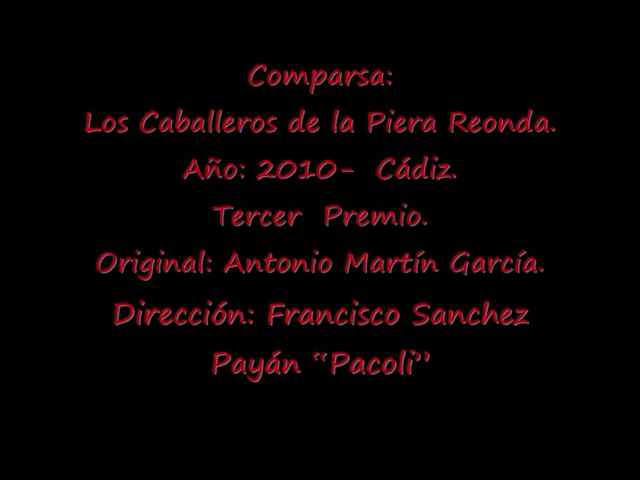 Comparsa:
Los Caballeros de la Piera Reonda.
Año: 2010- Cádiz.
Tercer Premio.
Original: Antonio Martín García.
Dirección: Francisco Sanchez
Payán “Pacoli”